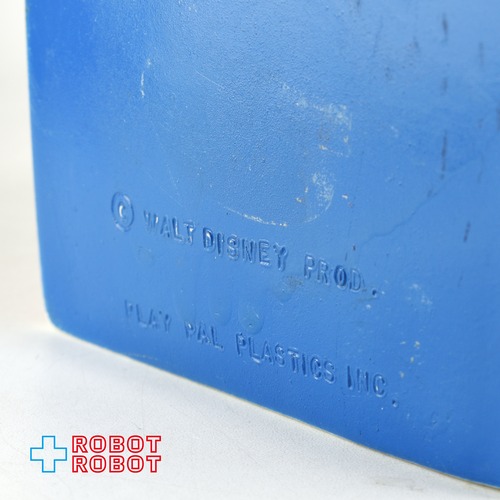 © WALT DISNEY PROD.
PLAY PAL PLASTICS INC.
ROBOT
ROBOT